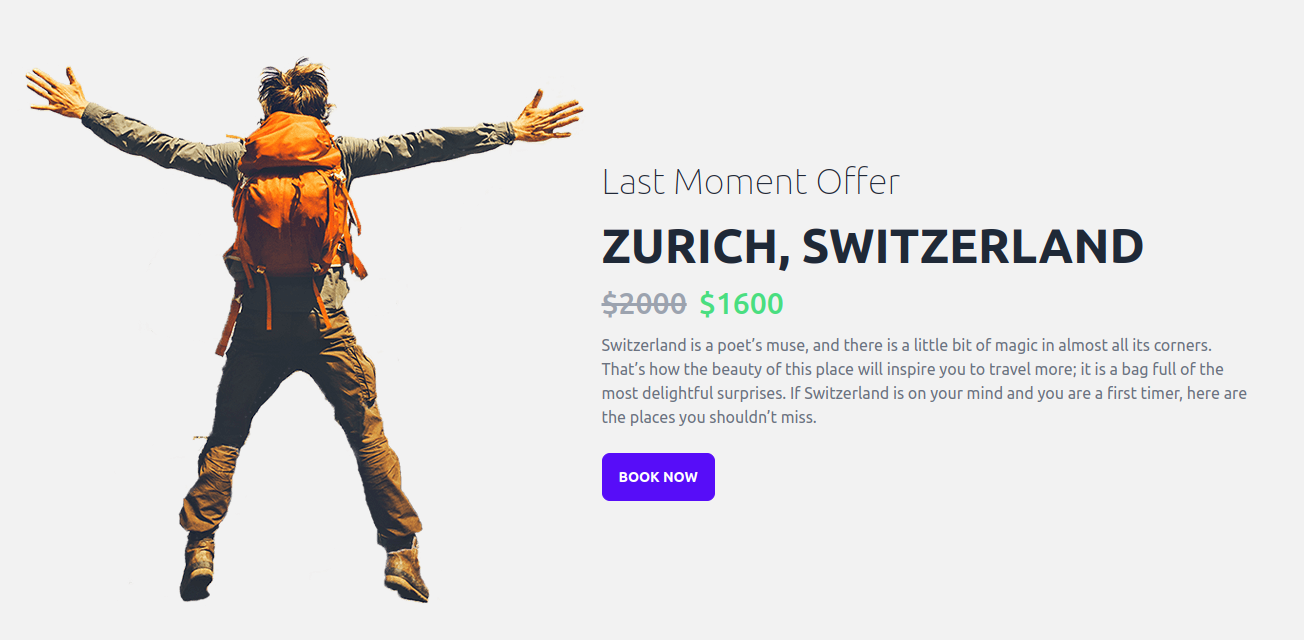 Last Moment Offer
ZURICH, SWITZERLAND
$2000 $1600
Switzerland is a poet’s muse, and there is a little bit of magic in almost all its corners.
That’s how the beauty of this place will inspire you to travel more; it is a bag full of the
most delightful surprises. If Switzerland is on your mind and you are a first timer, here are
the places you shouldn’t miss.
BOOK NOW